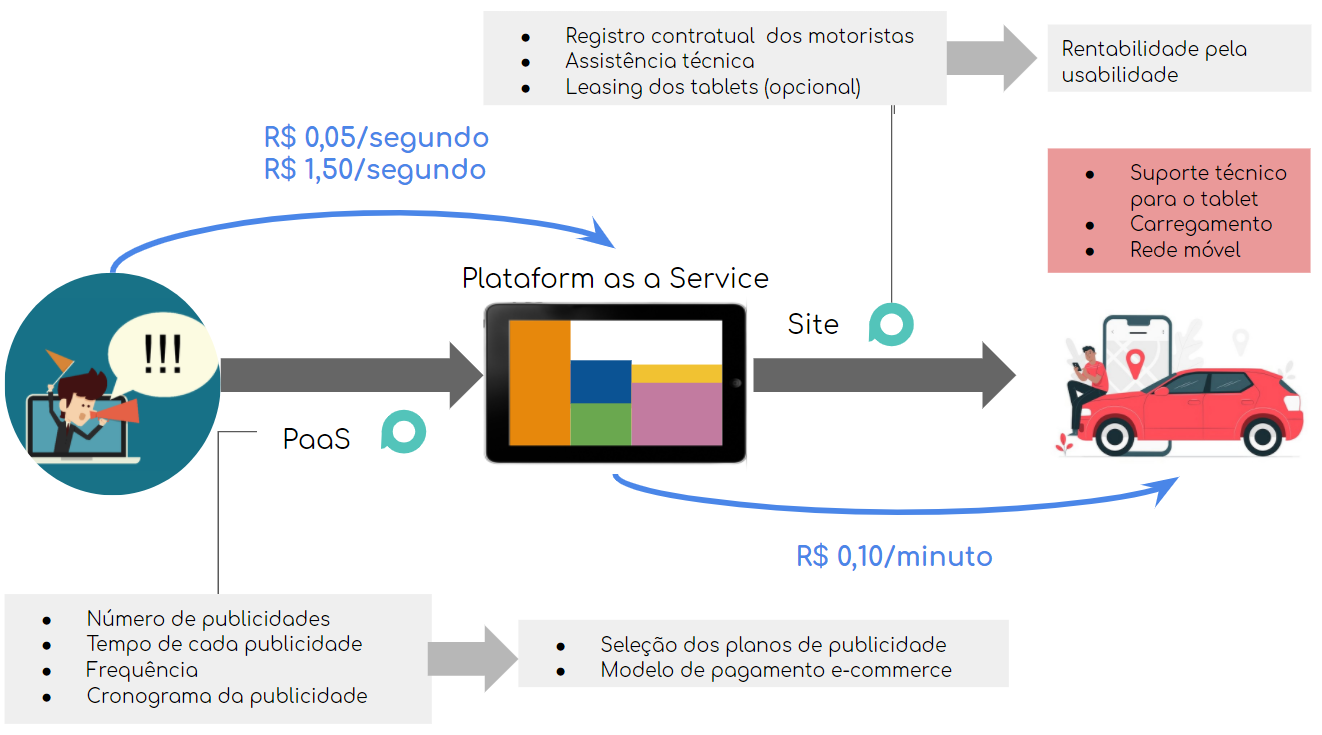 ● Registro contratual dos motoristas
● Assistência técnica
● Leasing dos tablets (opcional)
Rentabilidade pela
usabilidade
R$ 0,05/segundo
R$ 1,50/segundo
● Suporte técnico
para o tablet
● Carregamento
● Rede móvel
Plataform as a Service
!!!
Site
PaaS
R$ 0,10/minuto
● Número de publicidades
● Tempo de cada publicidade
● Frequência
● Cronograma da publicidade
● Seleção dos planos de publicidade
● Modelo de pagamento e-commerce